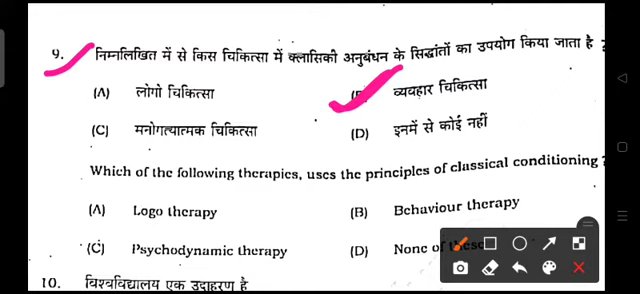 9. निम्नलिखित में से किस चिकित्सा में क्लासिकी अनुबंधन के सिद्धांतों का उपयोग किया जाता है ?
(A) लोगो चिकित्सा (B) व्यवहार चिकित्सा
(C) मनोगत्यात्मक चिकित्सा (D) इनमें से कोई नहीं
Which of the following therapies, uses the principles of classical conditioning ?
(A) Logo therapy (B) Behaviour therapy
(C) Psychodynamic therapy (D) None of these
10. विश्वविद्यालय एक उदाहरण है